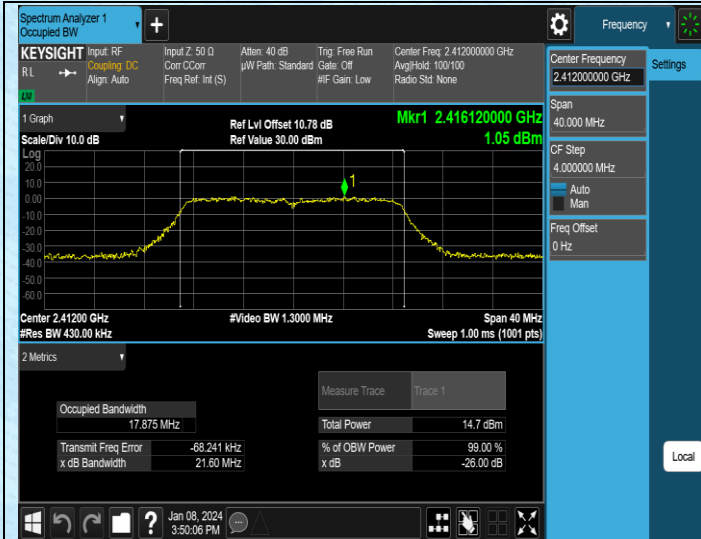 Spectrum Analyzer 1
Occupied BW
Frequency
KEYSIGHT
RL
LXI
Input: RF
Coupling: DC
Align: Auto
Input Z: 50 Ω
Corr CCorr
Freq Ref: Int (S)
Atten: 40 dB
µW Path: Standard
Trig: Free Run
Gate: Off
#IF Gain: Low
Center Freq: 2.412000000 GHz
Avg|Hold: 100/100
Radio Std: None
Center Frequency
2.412000000 GHz
Settings
Span
40.000 MHz
CF Step
4.000000 MHz
Auto
Man
Freq Offset
0 Hz
1 Graph
Scale/Div 10.0 dB
Ref Lvl Offset 10.78 dB
Ref Value 30.00 dBm
Mkr1 2.416120000 GHz
1.05 dBm
Log
20.0
10.0
0.00
-10.0
-20.0
-30.0
-40.0
-50.0
-60.0
1
Center 2.41200 GHz
#Res BW 430.00 kHz
#Video BW 1.3000 MHz
Span 40 MHz
Sweep 1.00 ms (1001 pts)
2 Metrics
Measure Trace
Trace 1
Occupied Bandwidth
17.875 MHz
Total Power
14.7 dBm
Transmit Freq Error
-68.241 kHz
% of OBW Power
99.00 %
x dB Bandwidth
21.60 MHz
x dB
-26.00 dB
Local
?
Jan 08, 2024
3:50:06 PM